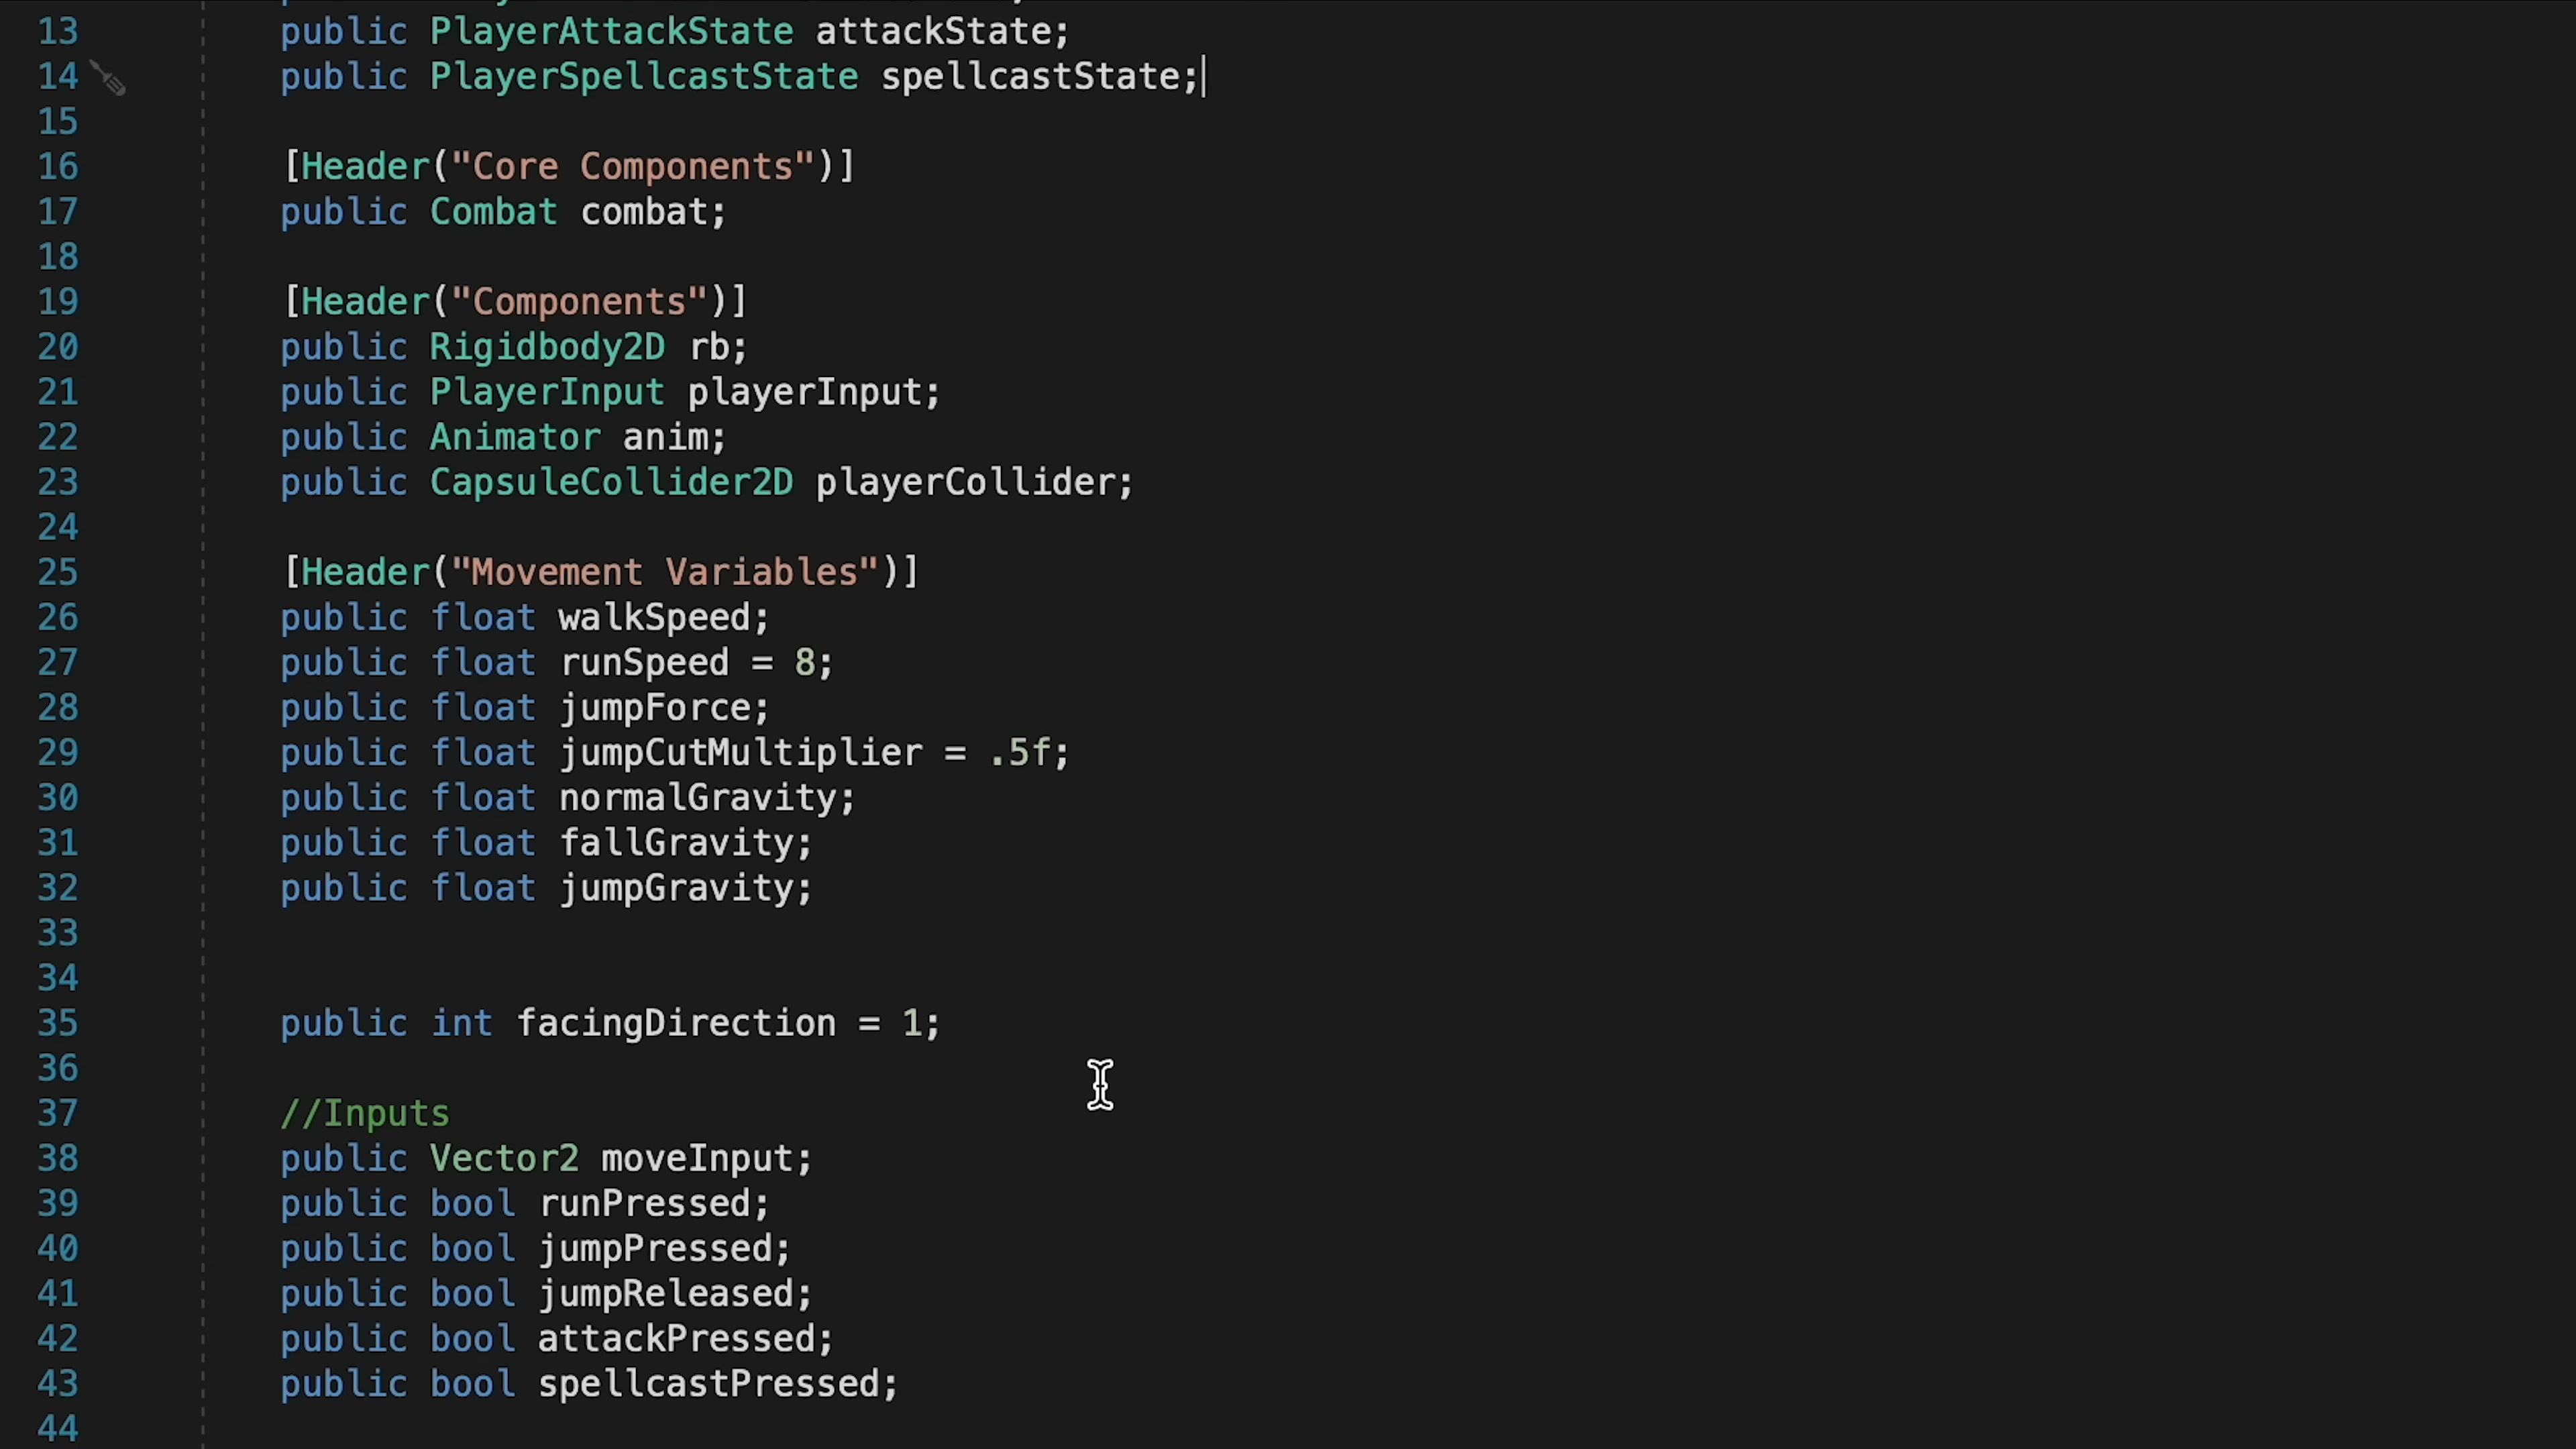 13 public PlayerAttackState attackState;
14 public PlayerSpellcastState spellcastState;
15
16 [Header("Core Components")]
17 public Combat combat;
18
19 [Header("Components")]
20 public Rigidbody2D rb;
21 public PlayerInput playerInput;
22 public Animator anim;
23 public CapsuleCollider2D playerCollider;
24
25 [Header("Movement Variables")]
26 public float walkSpeed;
27 public float runSpeed = 8;
28 public float jumpForce;
29 public float jumpCutMultiplier = .5f;
30 public float normalGravity;
31 public float fallGravity;
32 public float jumpGravity;
33
34
35 public int facingDirection = 1;
36
37 //Inputs
38 public Vector2 moveInput;
39 public bool runPressed;
40 public bool jumpPressed;
41 public bool jumpReleased;
42 public bool attackPressed;
43 public bool spellcastPressed;
44